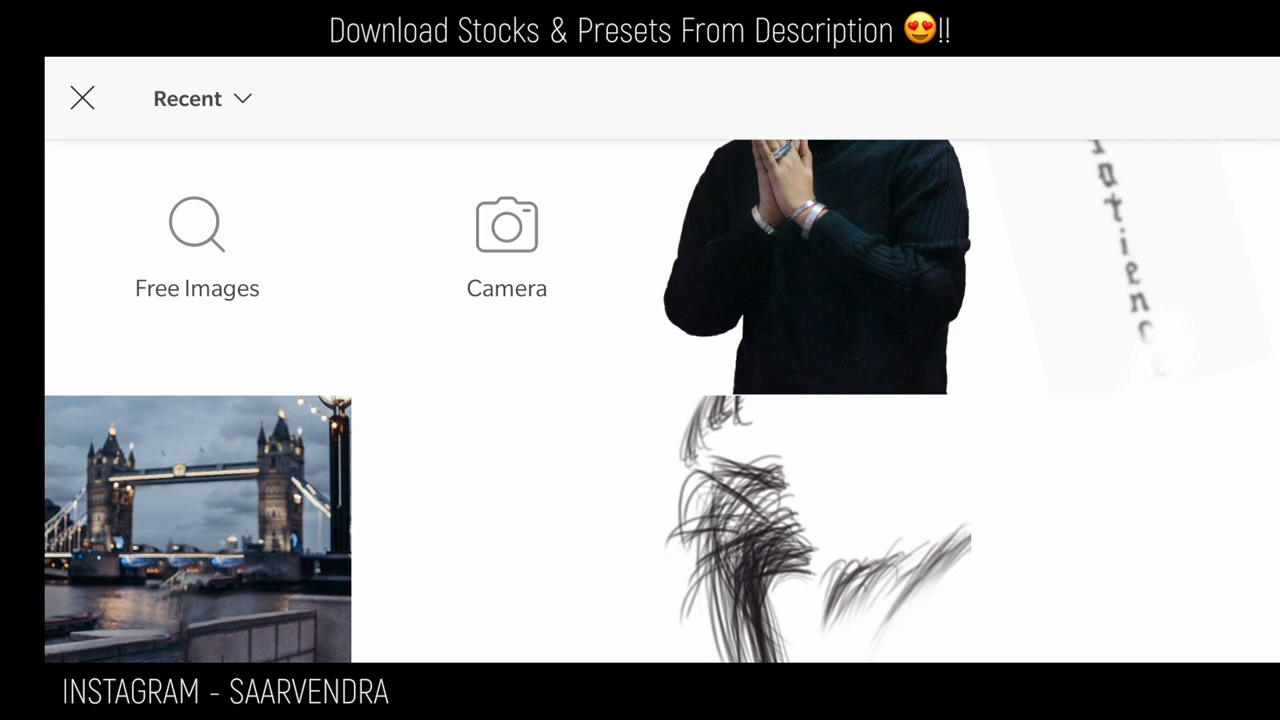 Download Stocks & Presets From Description 😍!!
Recent
Free Images
Camera
INSTAGRAM - SAARVENDRA